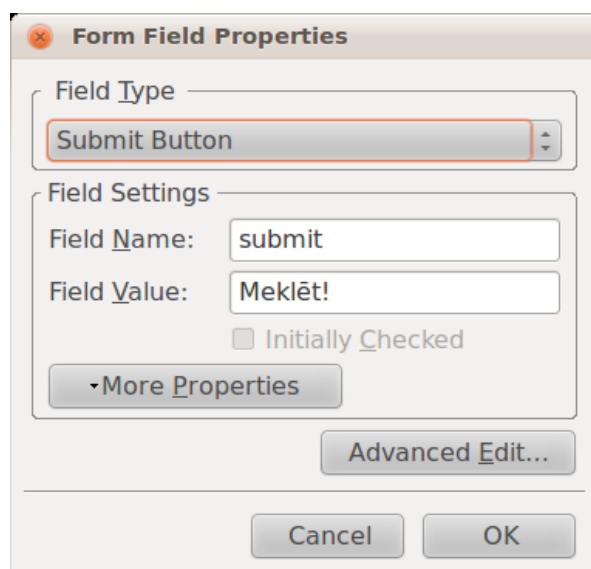 Form Field Properties
Field Type
Submit Button
Field Settings
Field Name: submit
Field Value: Meklēt!
Initially Checked
More Properties
Advanced Edit...
Cancel OK